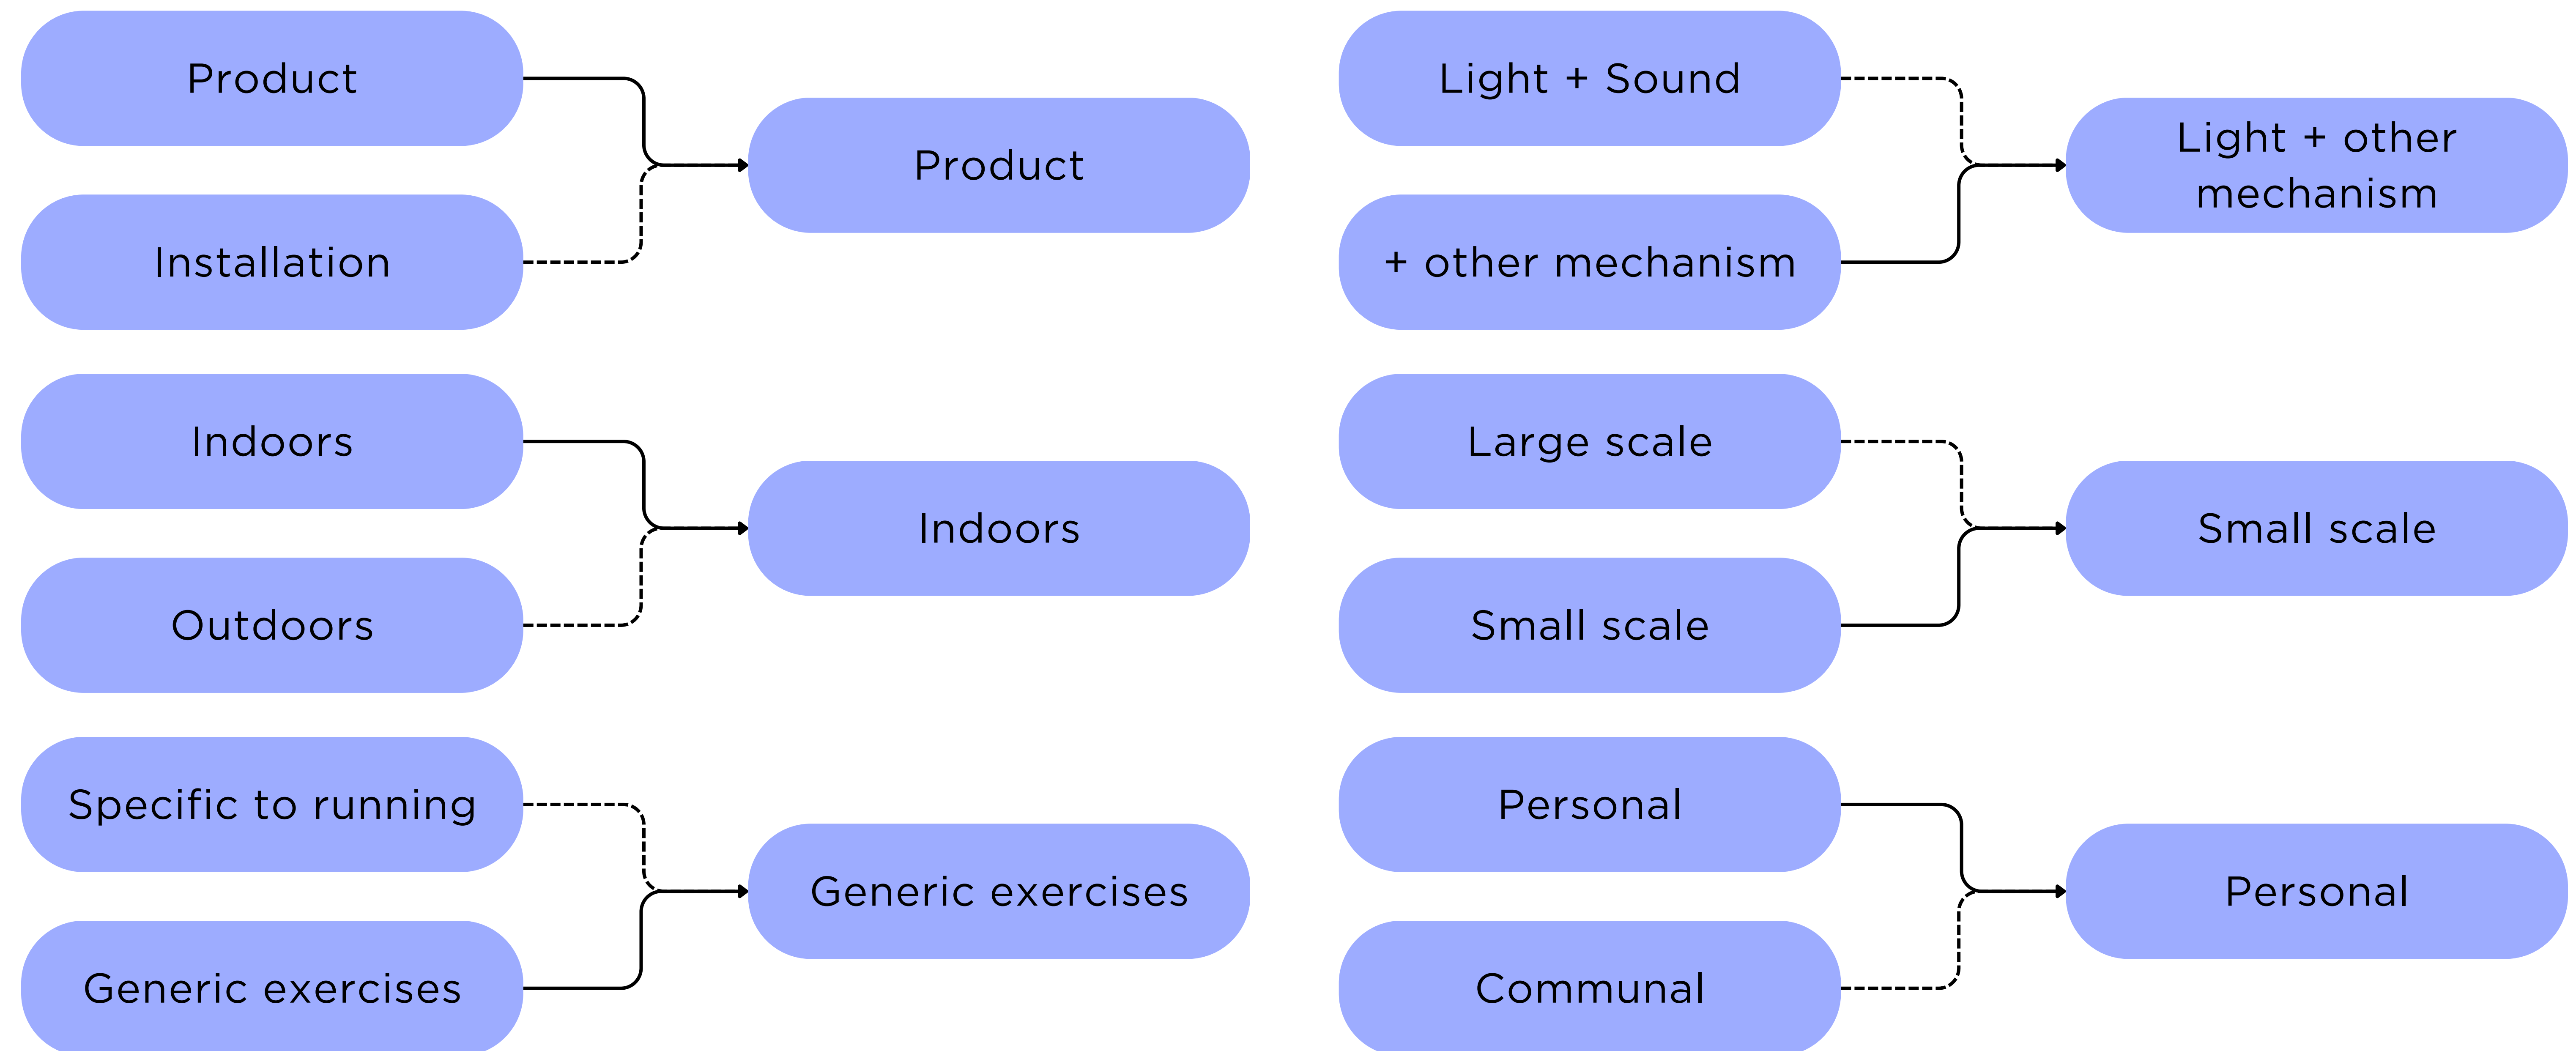 Product
Installation
Product
Indoors
Outdoors
Indoors
Specific to running
Generic exercises
Generic exercises
Light + Sound
+ other mechanism
Light + other
mechanism
Large scale
Small scale
Small scale
Personal
Communal
Personal